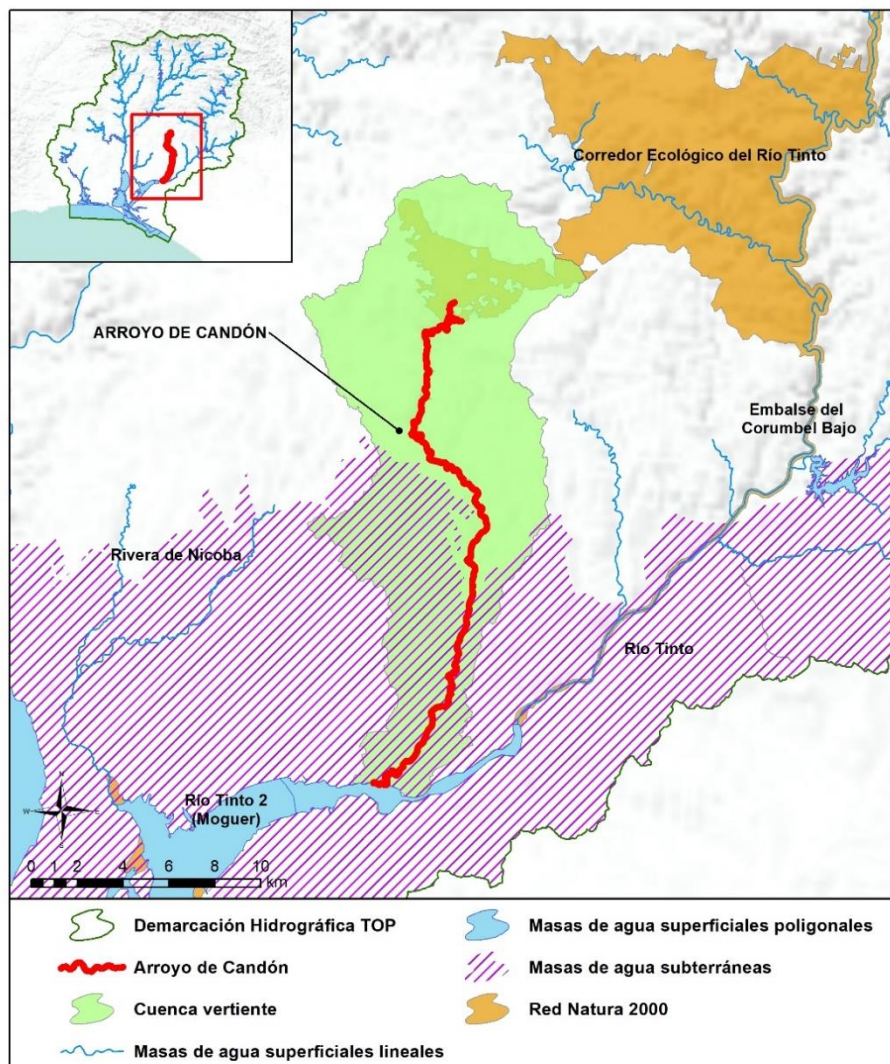 Corredor Ecológico del Río Tinto
ARROYO DE CANDÓN
Embalse del
Corumbel Bajo
Rivera de Nicoba
Río Tinto
Río Tinto 2
(Moguer)
N
W E
S
0 2 4 6 8 10
km
Demarcación Hidrográfica TOP
Masas de agua superficiales poligonales
Arroyo de Candón
Masas de agua subterráneas
Cuenca vertiente
Red Natura 2000
Masas de agua superficiales lineales